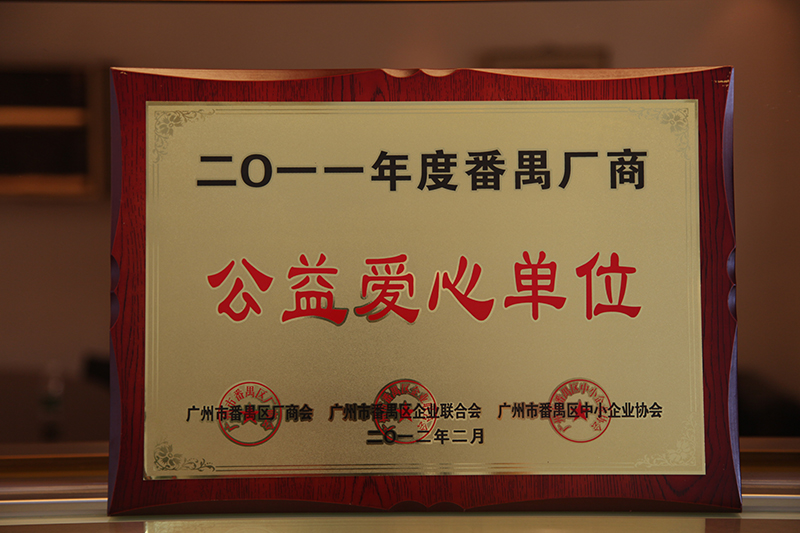 二〇一一年度番禺厂商
公益爱心单位
广州市番禺区厂商会 广州市番禺区企业联合会 广州市番禺区中小企业协会
二〇一二年二月